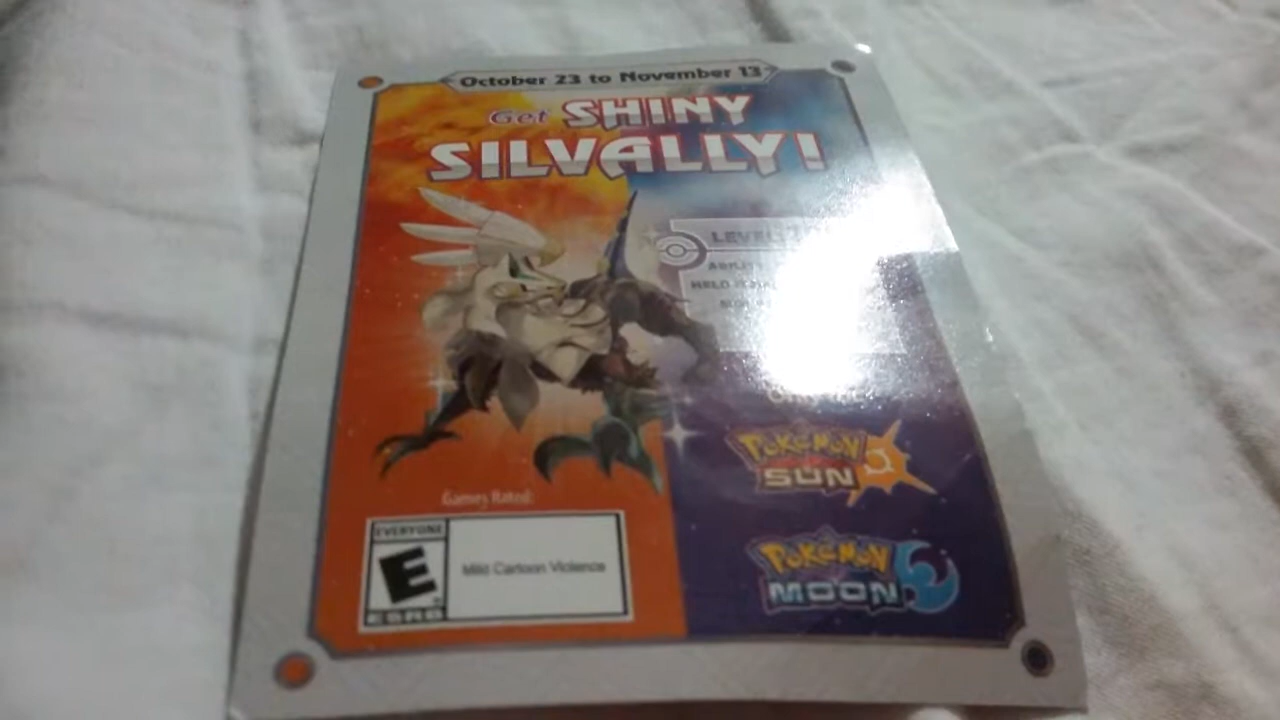 October 23 to November 13
Get SHINY
SILVALLY!
LEVEL
HELD
POKéMON
SUN
Games Rated:
EVERYONE
E
Mild Cartoon Violence
ESRB
POKéMON
MOON